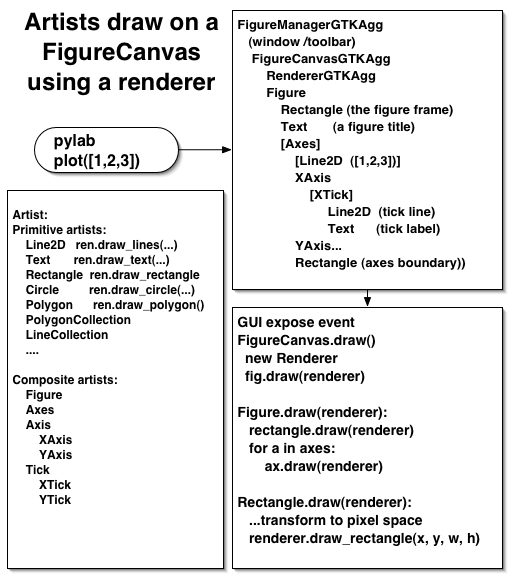 Artists draw on a
FigureCanvas
using a renderer
pylab
plot([1,2,3])
FigureManagerGTKAgg
(window /toolbar)
FigureCanvasGTKAgg
RendererGTKAgg
Figure
Rectangle (the figure frame)
Text (a figure title)
[Axes]
[Line2D ([1,2,3])]
XAxis
[XTick]
Line2D (tick line)
Text (tick label)
YAxis...
Rectangle (axes boundary))
Artist:
Primitive artists:
Line2D ren.draw_lines(...)
Text ren.draw_text(...)
Rectangle ren.draw_rectangle
Circle ren.draw_circle(...)
Polygon ren.draw_polygon()
PolygonCollection
LineCollection
....
Composite artists:
Figure
Axes
Axis
XAxis
YAxis
Tick
XTick
YTick
GUI expose event
FigureCanvas.draw()
new Renderer
fig.draw(renderer)
Figure.draw(renderer):
rectangle.draw(renderer)
for a in axes:
ax.draw(renderer)
Rectangle.draw(renderer):
...transform to pixel space
renderer.draw_rectangle(x, y, w, h)